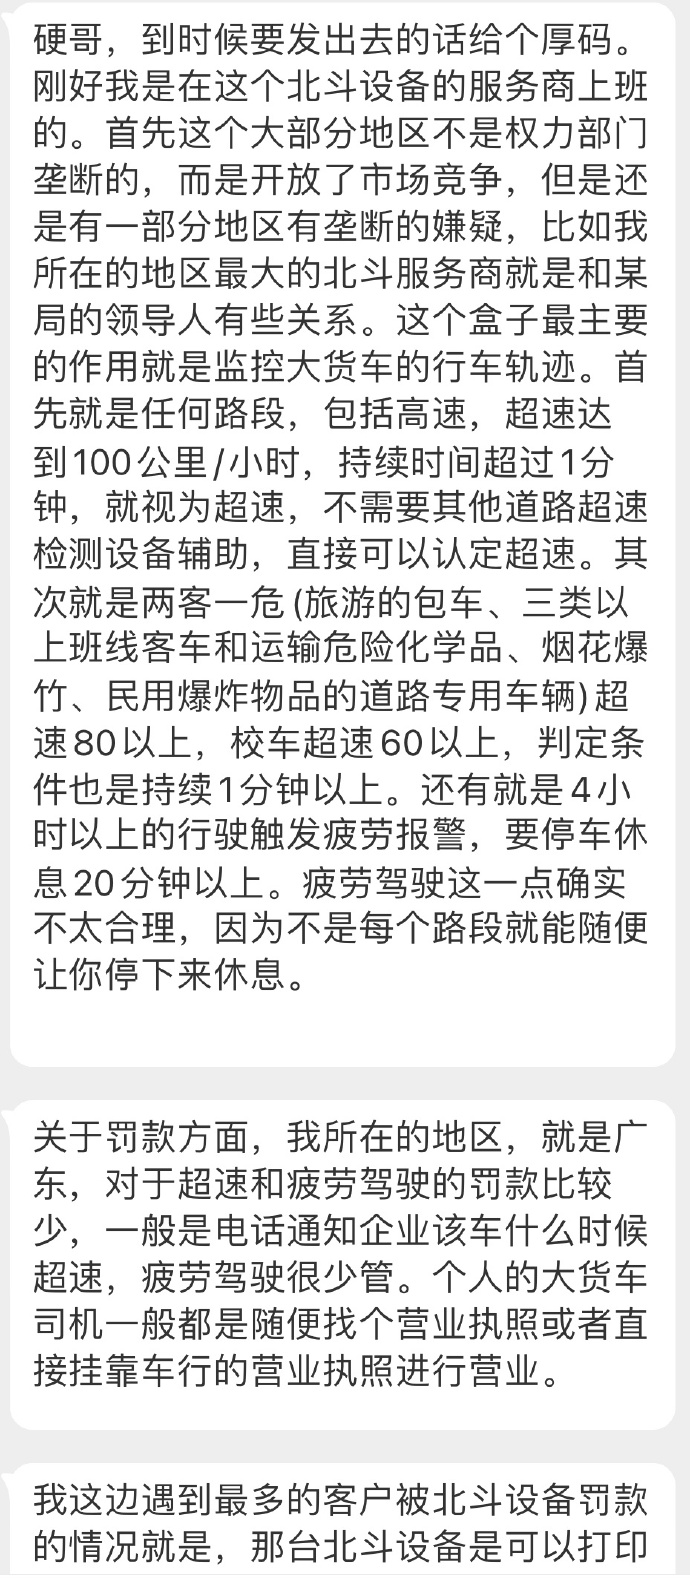 硬哥，到时候要发出去的话给个厚码。
刚好我是在这个北斗设备的服务商上班
的。首先这个大部分地区不是权力部门
垄断的，而是开放了市场竞争，但是还
是有一部分地区有垄断的嫌疑，比如我
所在的地区最大的北斗服务商就是和某
局的领导人有些关系。这个盒子最主要
的作用就是监控大货车的行车轨迹。首
先就是任何路段，包括高速，超速达
到100公里/小时，持续时间超过1分
钟，就视为超速，不需要其他道路超速
检测设备辅助，直接可以认定超速。其
次就是两客一危(旅游的包车、三类以
上班线客车和运输危险化学品、烟花爆
竹、民用爆炸物品的道路专用车辆)超
速80以上，校车超速60以上，判定条
件也是持续1分钟以上。还有就是4小
时以上的行驶触发疲劳报警，要停车休
息20分钟以上。疲劳驾驶这一点确实
不太合理，因为不是每个路段就能随便
让你停下来休息。
关于罚款方面，我所在的地区，就是广
东，对于超速和疲劳驾驶的罚款比较
少，一般是电话通知企业该车什么时候
超速，疲劳驾驶很少管。个人的大货车
司机一般都是随便找个营业执照或者直
接挂靠车行的营业执照进行营业。
我这边遇到最多的客户被北斗设备罚款
的情况就是，那台北斗设备是可以打印